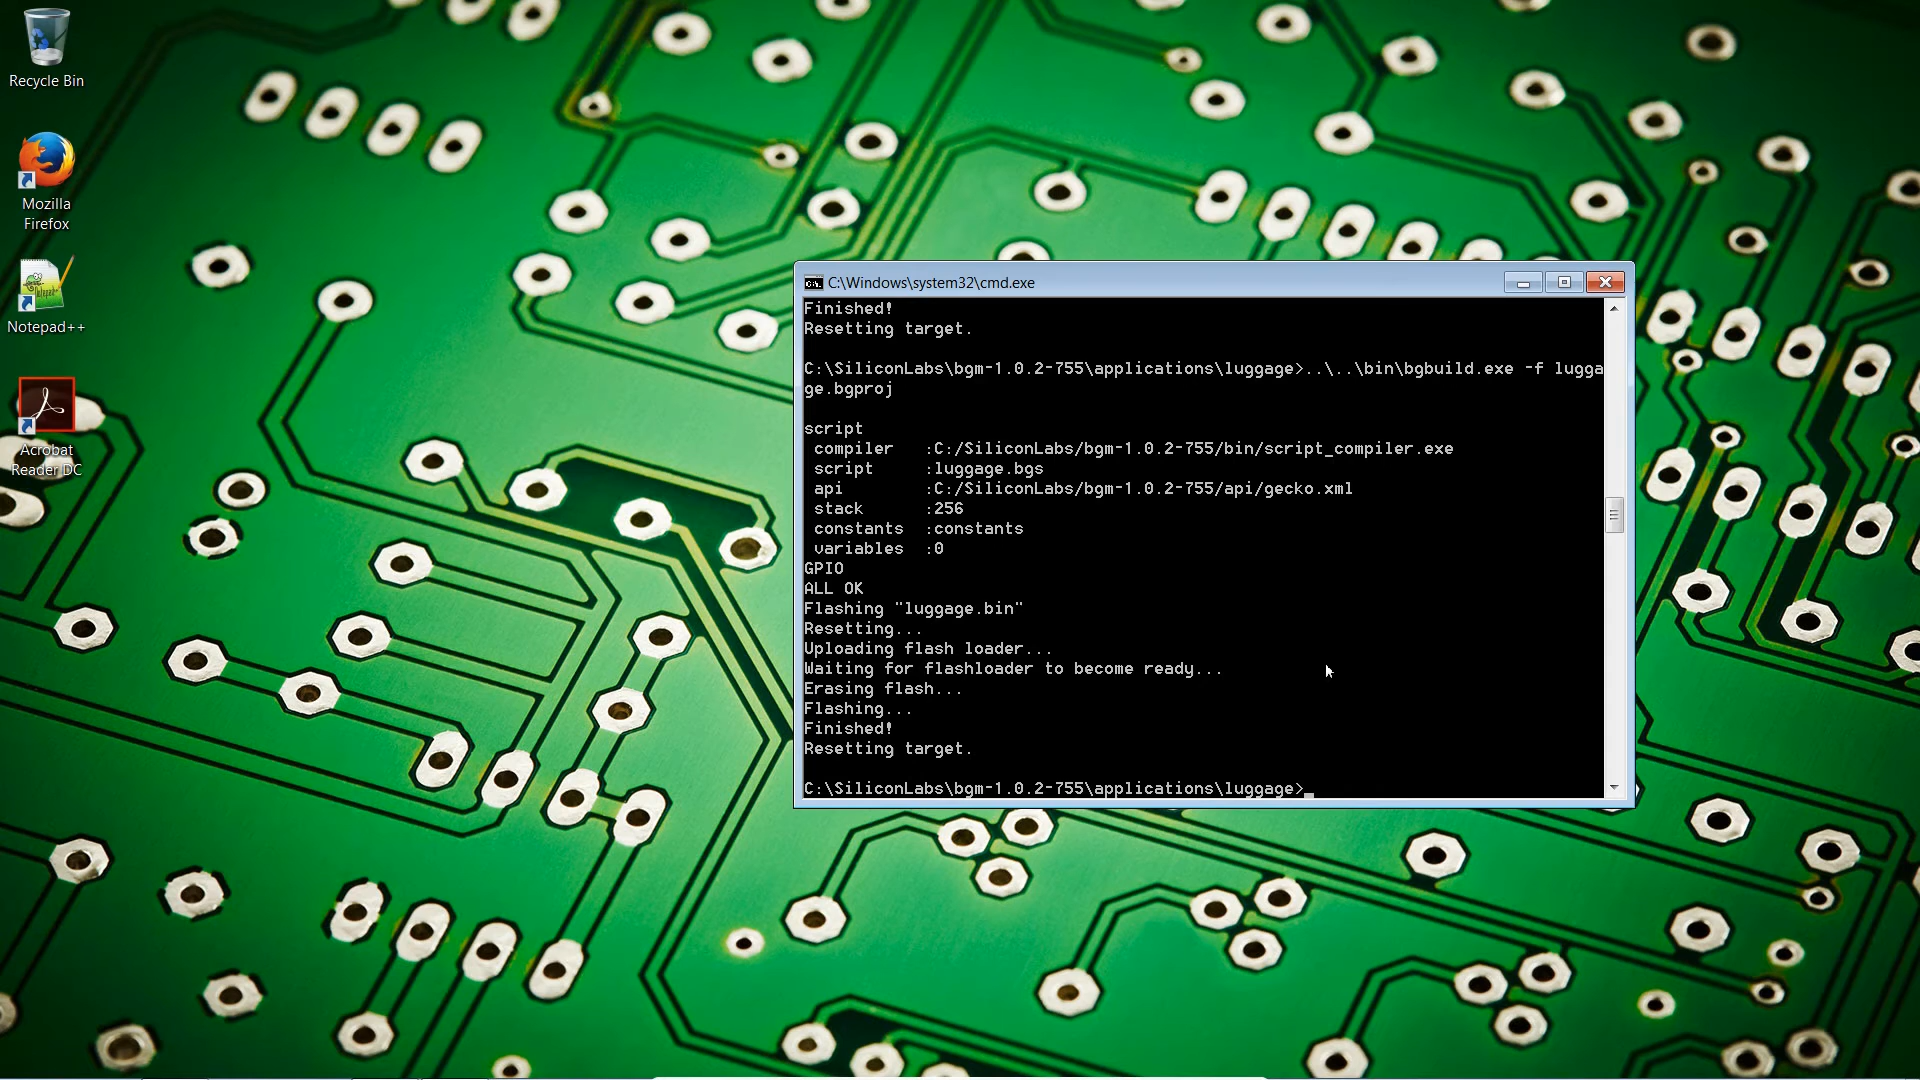 Recycle Bin
Mozilla
Firefox
Notepad++
Acrobat
Reader DC
C:\Windows\system32\cmd.exe
Finished!
Resetting target.
C:\SiliconLabs\bgm-1.0.2-755\applications\luggage>..\..\bin\bgbuild.exe -f lugga
ge.bgproj
script
compiler :C:/SiliconLabs/bgm-1.0.2-755/bin/script_compiler.exe
script :luggage.bgs
api :C:/SiliconLabs/bgm-1.0.2-755/api/gecko.xml
stack :256
constants :constants
variables :0
GPIO
ALL OK
Flashing "luggage.bin"
Resetting...
Uploading flash loader...
Waiting for flashloader to become ready...
Erasing flash...
Flashing...
Finished!
Resetting target.
C:\SiliconLabs\bgm-1.0.2-755\applications\luggage>_